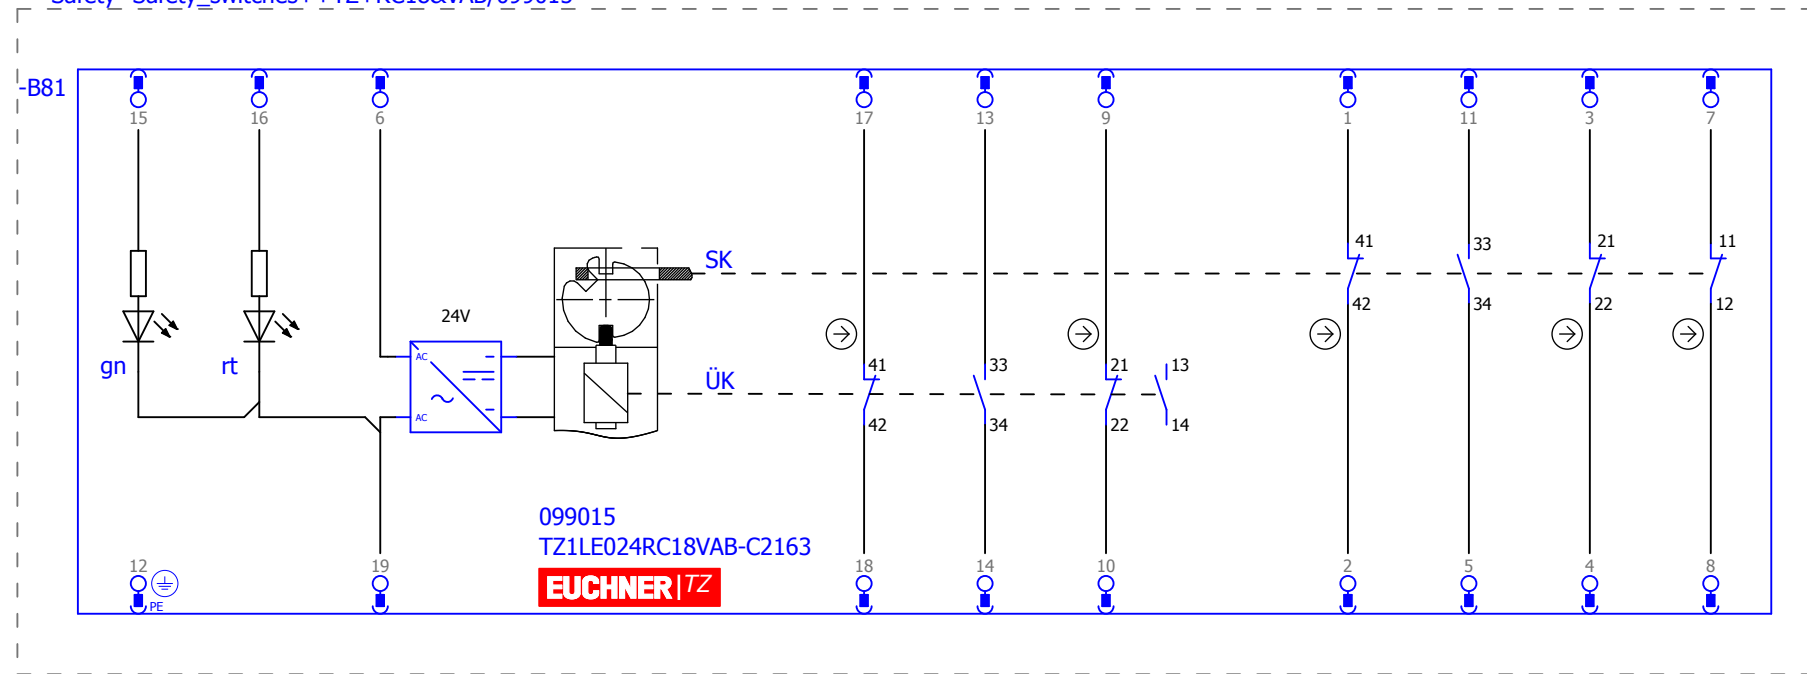 -B81
15 16 6 17 13 9 1 11 3 7
SK
41 33 21 11
42 34 22 12
24V
AC
AC
gn rt
ÜK
41 33 21 13
42 34 22 14
099015
TZ1LE024RC18VAB-C2163
EUCHNER|TZ
12 19 18 14 10 2 5 4 8
PE